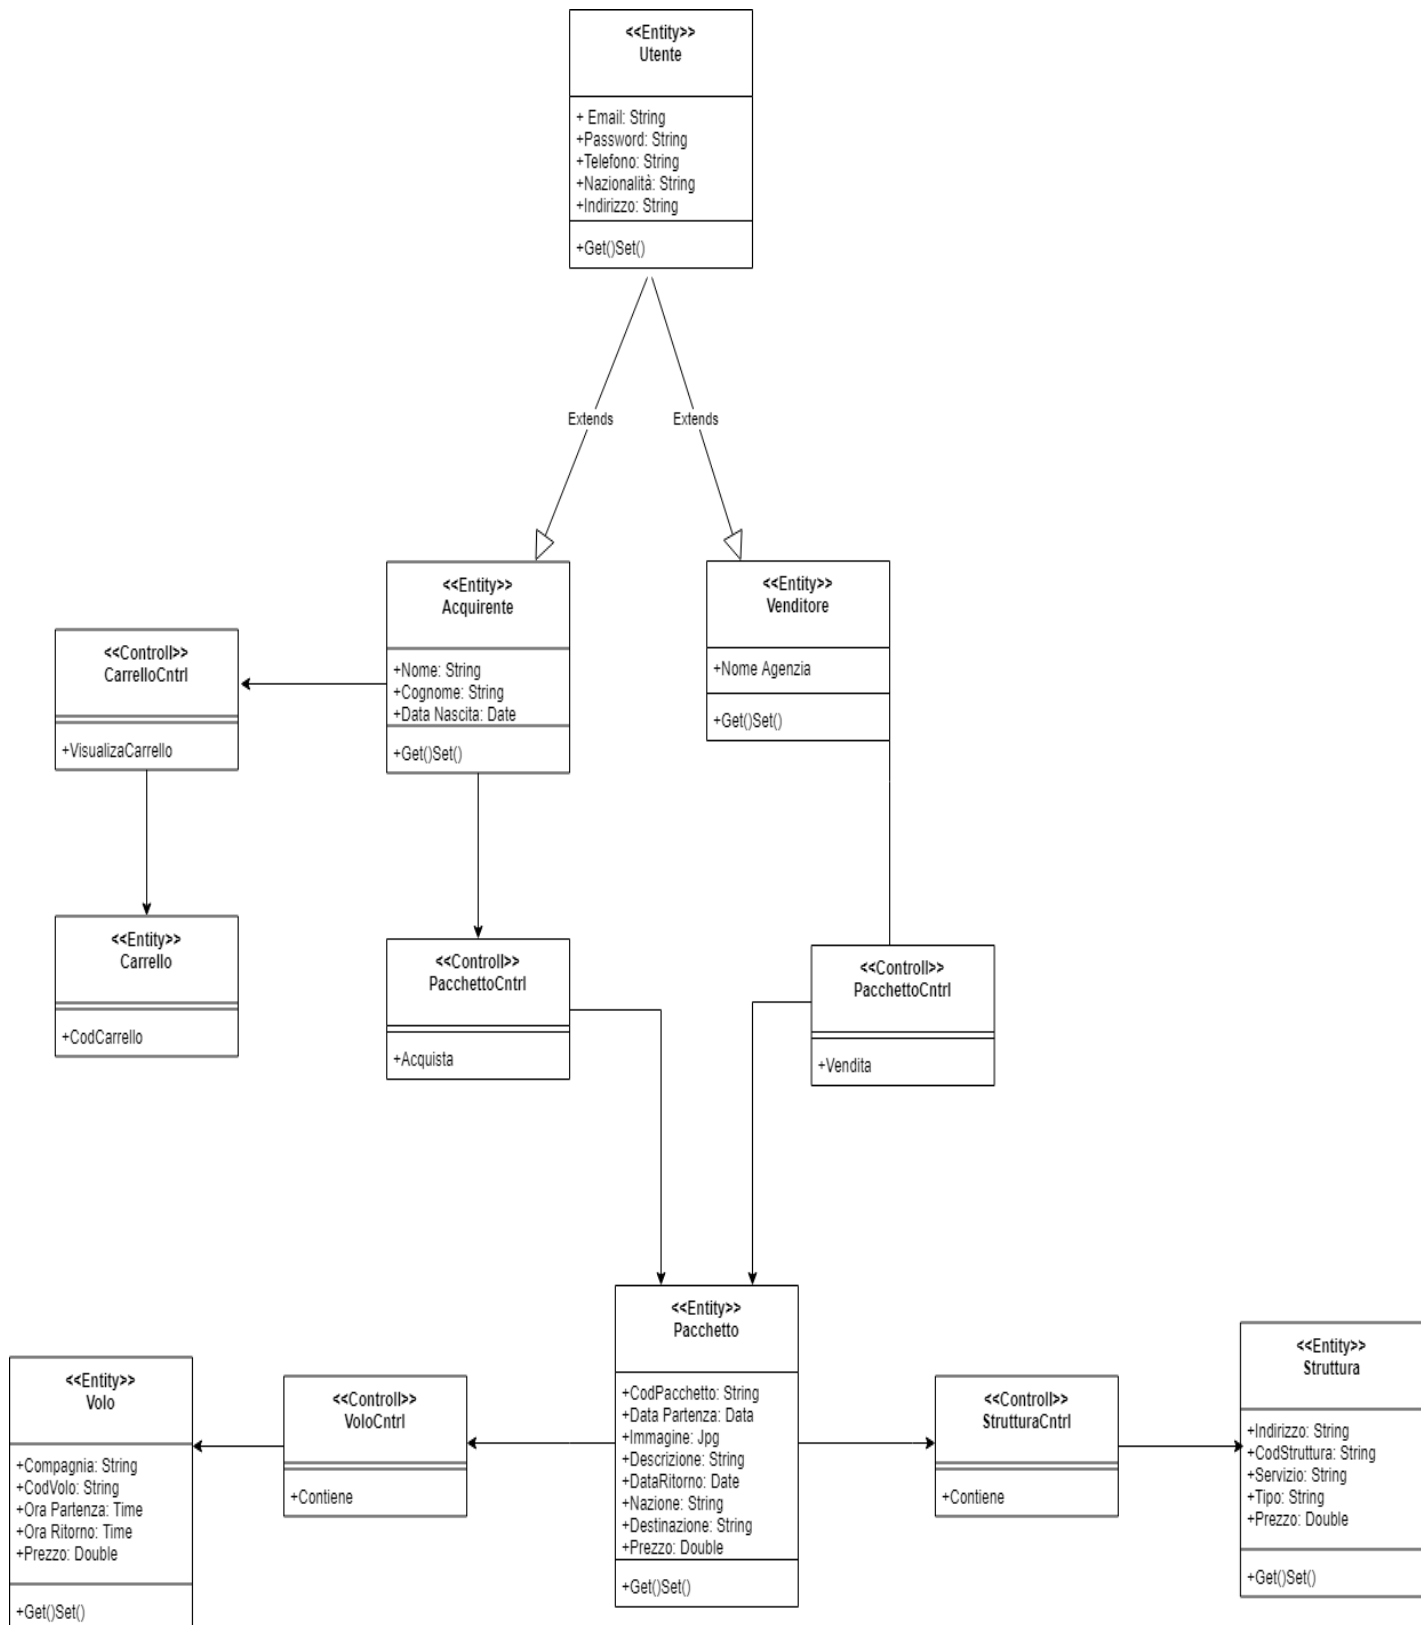 <<Entity>>
Utente
+ Email: String
+Password: String
+Telefono: String
+Nazionalità: String
+Indirizzo: String
+Get()Set()
Extends
Extends
<<Entity>>
Acquirente
+Nome: String
+Cognome: String
+Data Nascita: Date
+Get()Set()
<<Entity>>
Venditore
+Nome Agenzia
+Get()Set()
<<Controll>>
CarrelloCntrl
+VisualizaCarrello
<<Entity>>
Carrello
+CodCarrello
<<Controll>>
PacchettoCntrl
+Acquista
<<Controll>>
PacchettoCntrl
+Vendita
<<Entity>>
Volo
+Compagnia: String
+CodVolo: String
+Ora Partenza: Time
+Ora Ritorno: Time
+Prezzo: Double
+Get()Set()
<<Controll>>
VoloCntrl
+Contiene
<<Entity>>
Pacchetto
+CodPacchetto: String
+Data Partenza: Data
+Immagine: Jpg
+Descrizione: String
+DataRitorno: Date
+Nazione: String
+Destinazione: String
+Prezzo: Double
+Get()Set()
<<Controll>>
StrutturaCntrl
+Contiene
<<Entity>>
Struttura
+Indirizzo: String
+CodStruttura: String
+Servizio: String
+Tipo: String
+Prezzo: Double
+Get()Set()